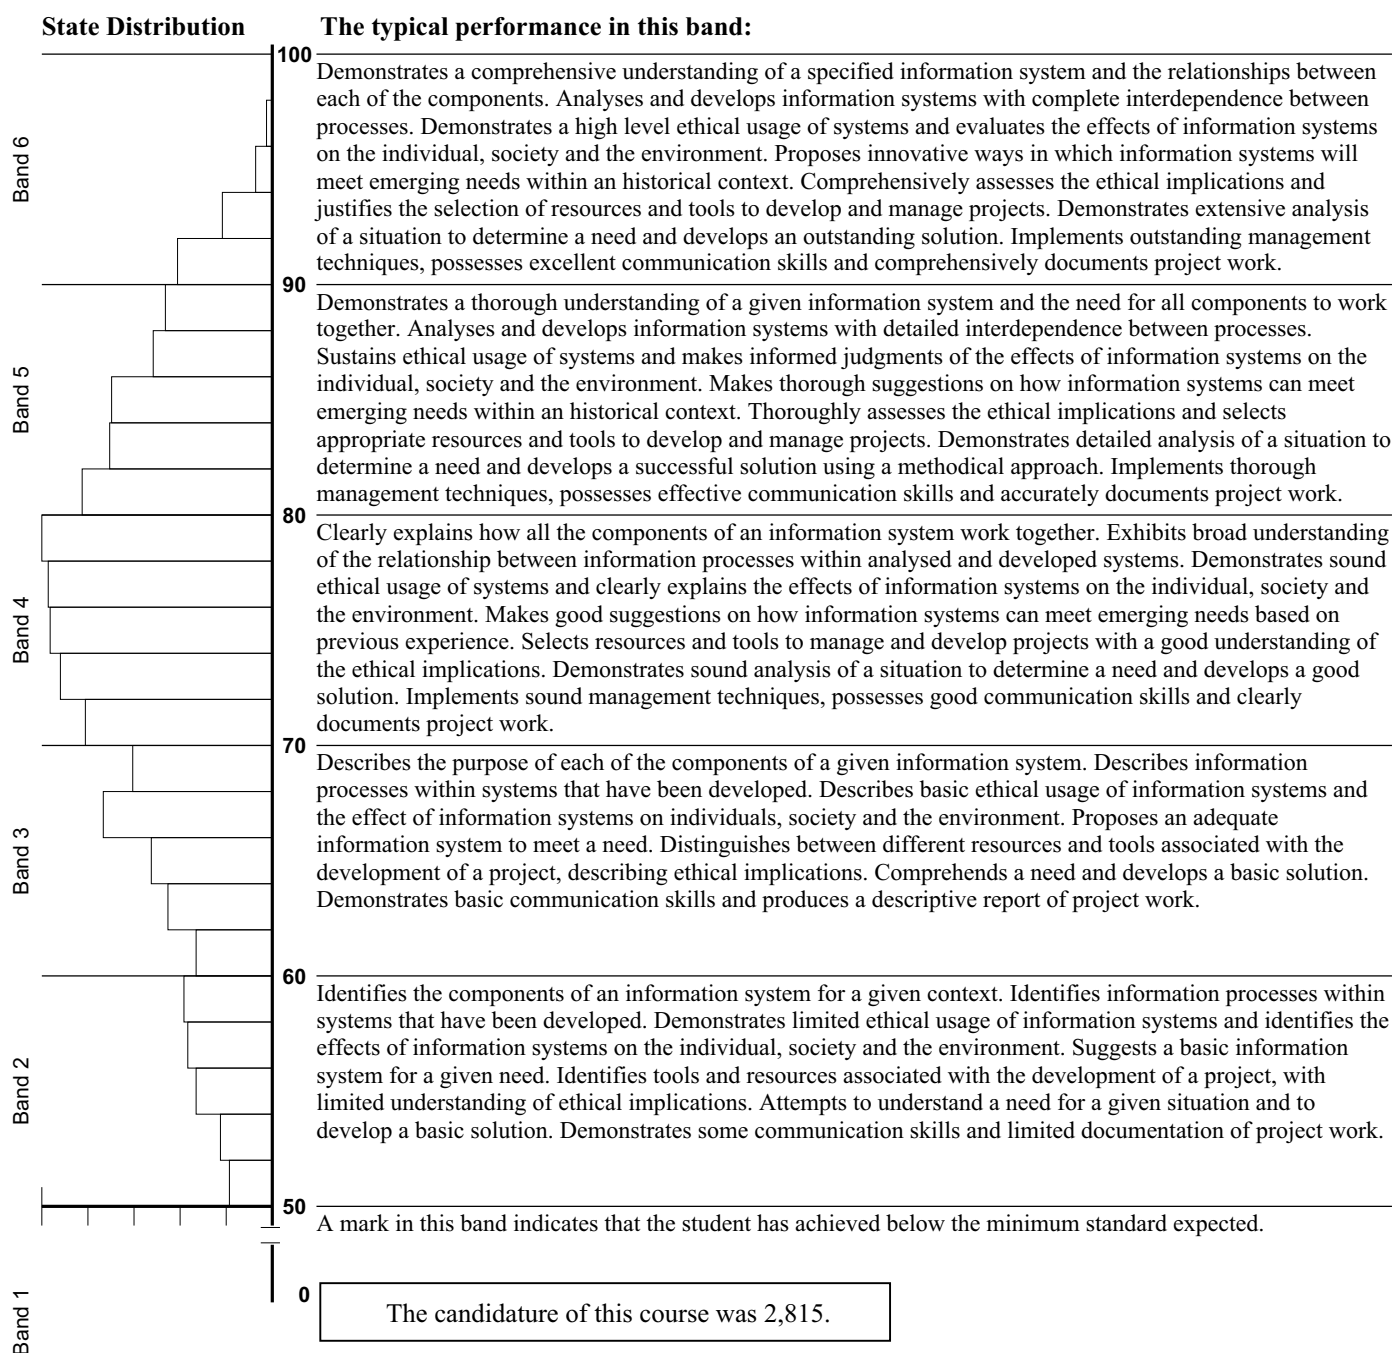 State Distribution
The typical performance in this band:
100
Demonstrates a comprehensive understanding of a specified information system and the relationships between
each of the components. Analyses and develops information systems with complete interdependence between
processes. Demonstrates a high level ethical usage of systems and evaluates the effects of information systems
on the individual, society and the environment. Proposes innovative ways in which information systems will
meet emerging needs within an historical context. Comprehensively assesses the ethical implications and
justifies the selection of resources and tools to develop and manage projects. Demonstrates extensive analysis
of a situation to determine a need and develops an outstanding solution. Implements outstanding management
techniques, possesses excellent communication skills and comprehensively documents project work.
Band 6
90
Demonstrates a thorough understanding of a given information system and the need for all components to work
together. Analyses and develops information systems with detailed interdependence between processes.
Sustains ethical usage of systems and makes informed judgments of the effects of information systems on the
individual, society and the environment. Makes thorough suggestions on how information systems can meet
emerging needs within an historical context. Thoroughly assesses the ethical implications and selects
appropriate resources and tools to develop and manage projects. Demonstrates detailed analysis of a situation to
determine a need and develops a successful solution using a methodical approach. Implements thorough
management techniques, possesses effective communication skills and accurately documents project work.
Band 5
80
Clearly explains how all the components of an information system work together. Exhibits broad understanding
of the relationship between information processes within analysed and developed systems. Demonstrates sound
ethical usage of systems and clearly explains the effects of information systems on the individual, society and
the environment. Makes good suggestions on how information systems can meet emerging needs based on
previous experience. Selects resources and tools to manage and develop projects with a good understanding of
the ethical implications. Demonstrates sound analysis of a situation to determine a need and develops a good
solution. Implements sound management techniques, possesses good communication skills and clearly
documents project work.
Band 4
70
Describes the purpose of each of the components of a given information system. Describes information
processes within systems that have been developed. Describes basic ethical usage of information systems and
the effect of information systems on individuals, society and the environment. Proposes an adequate
information system to meet a need. Distinguishes between different resources and tools associated with the
development of a project, describing ethical implications. Comprehends a need and develops a basic solution.
Demonstrates basic communication skills and produces a descriptive report of project work.
Band 3
60
Identifies the components of an information system for a given context. Identifies information processes within
systems that have been developed. Demonstrates limited ethical usage of information systems and identifies the
effects of information systems on the individual, society and the environment. Suggests a basic information
system for a given need. Identifies tools and resources associated with the development of a project, with
limited understanding of ethical implications. Attempts to understand a need for a given situation and to
develop a basic solution. Demonstrates some communication skills and limited documentation of project work.
Band 2
50
A mark in this band indicates that the student has achieved below the minimum standard expected.
0
Band 1
The candidature of this course was 2,815.